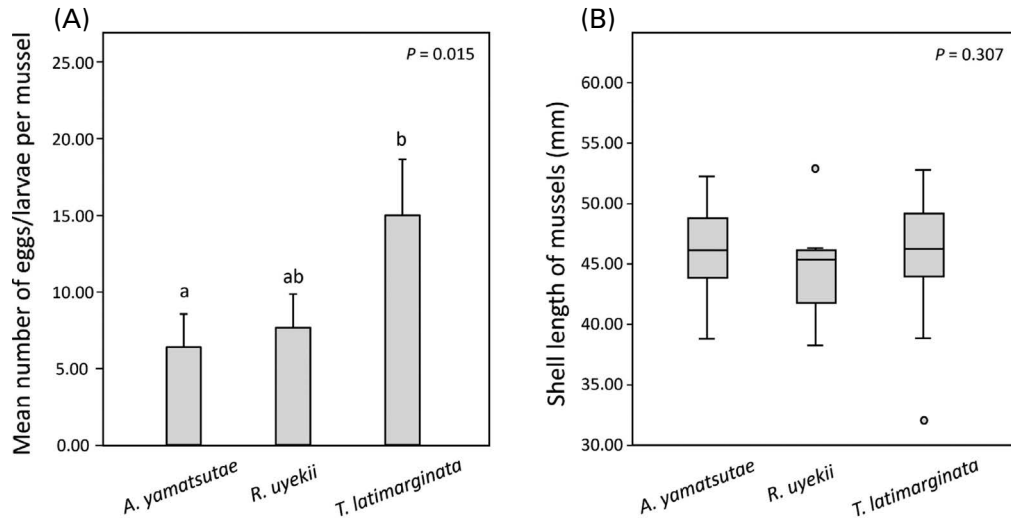 (A)
Mean number of eggs/larvae per mussel
25.00
20.00
15.00
10.00
5.00
0.00
P = 0.015
a
ab
b
A. yamatsutae
R. uyekii
T. latimarginata
(B)
Shell length of mussels (mm)
60.00
55.00
50.00
45.00
40.00
35.00
30.00
P = 0.307
A. yamatsutae
R. uyekii
T. latimarginata